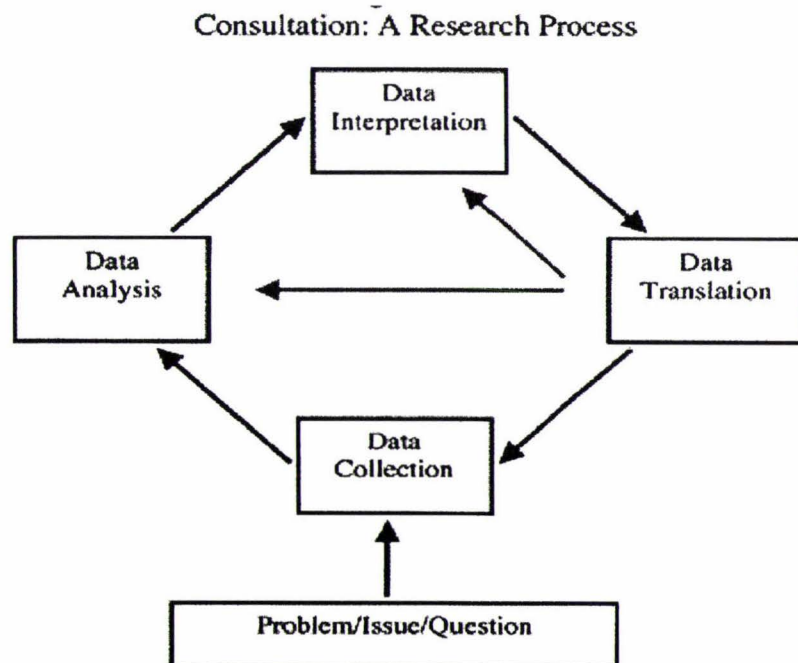 Consultation: A Research Process
Data
Interpretation
Data
Analysis
Data
Translation
Data
Collection
Problem/Issue/Question